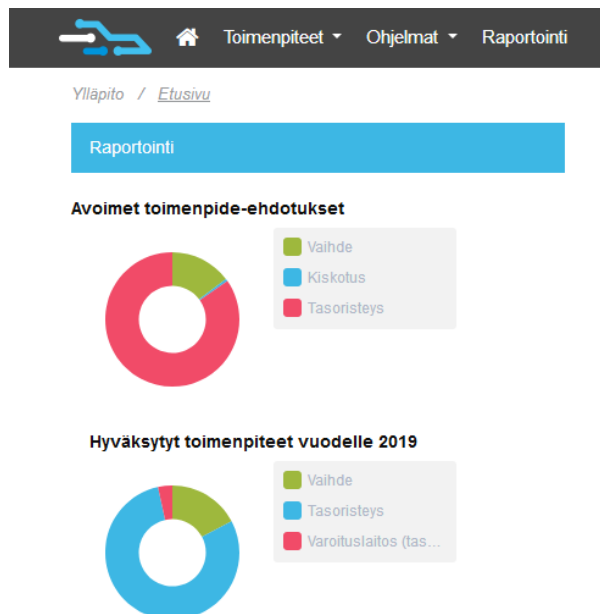 Toimenpiteet Ohjelmat Raportointi
Ylläpito / Etusivu
Raportointi
Avoimet toimenpide-ehdotukset
Vaihde
Kiskotus
Tasoristeys
Hyväksytyt toimenpiteet vuodelle 2019
Vaihde
Tasoristeys
Varoituslaitos (tas...